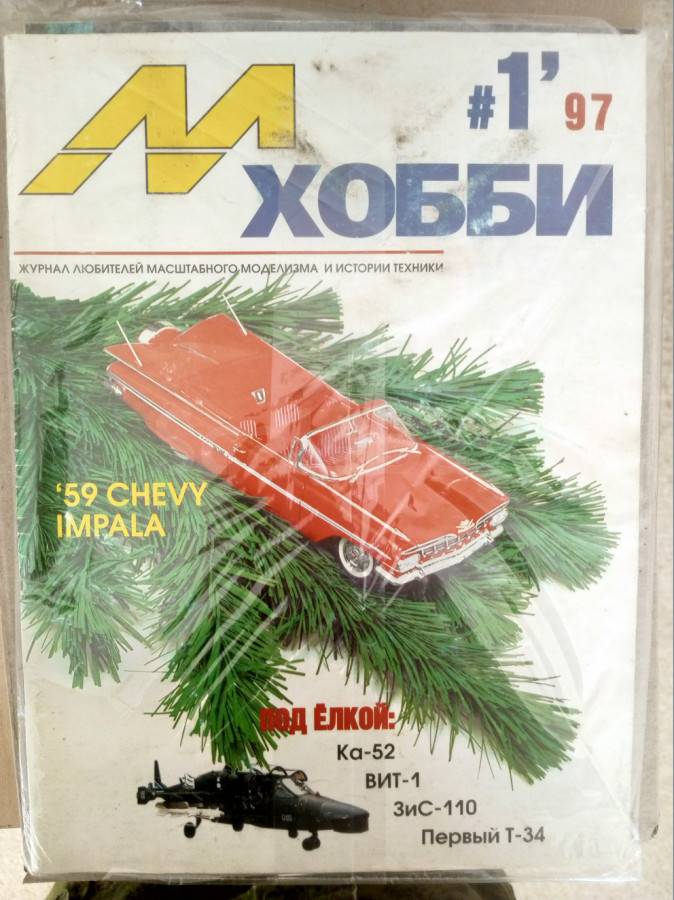 М
#1'97
ХОББИ
ЖУРНАЛ ЛЮБИТЕЛЕЙ МАСШТАБНОГО МОДЕЛИЗМА И ИСТОРИИ ТЕХНИКИ
'59 CHEVY
IMPALA
ПОД ЁЛКОЙ:
Ка-52
ВИТ-1
ЗиС-110
Первый Т-34